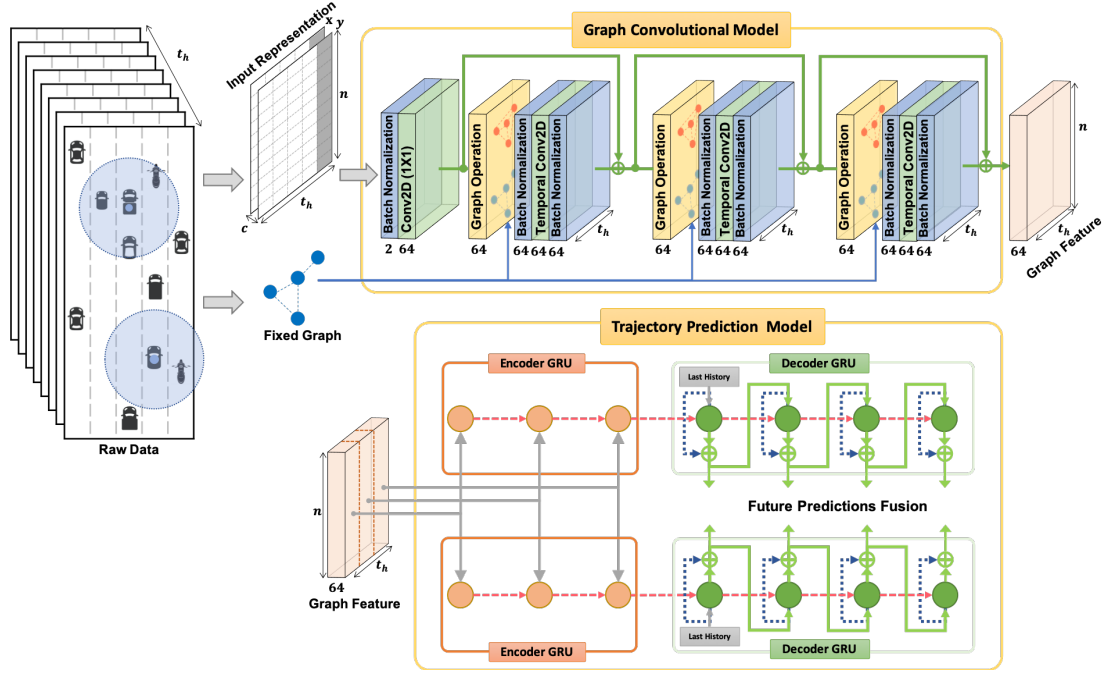 t_h
Input Representation
x y
n
t_h
c
Raw Data
Fixed Graph
Graph Convolutional Model
Batch Normalization
Conv2D (1X1)
2 64
Graph Operation
64
Batch Normalization
Temporal Conv2D
Batch Normalization
64 64 64
t_h
Graph Operation
64
Batch Normalization
Temporal Conv2D
Batch Normalization
64 64 64
t_h
Graph Operation
64
Batch Normalization
Temporal Conv2D
Batch Normalization
64 64 64
t_h
n
64
t_h
Graph Feature
Trajectory Prediction Model
Encoder GRU
Decoder GRU
Last History
n
64
t_h
Graph Feature
Future Predictions Fusion
Last History
Encoder GRU
Decoder GRU